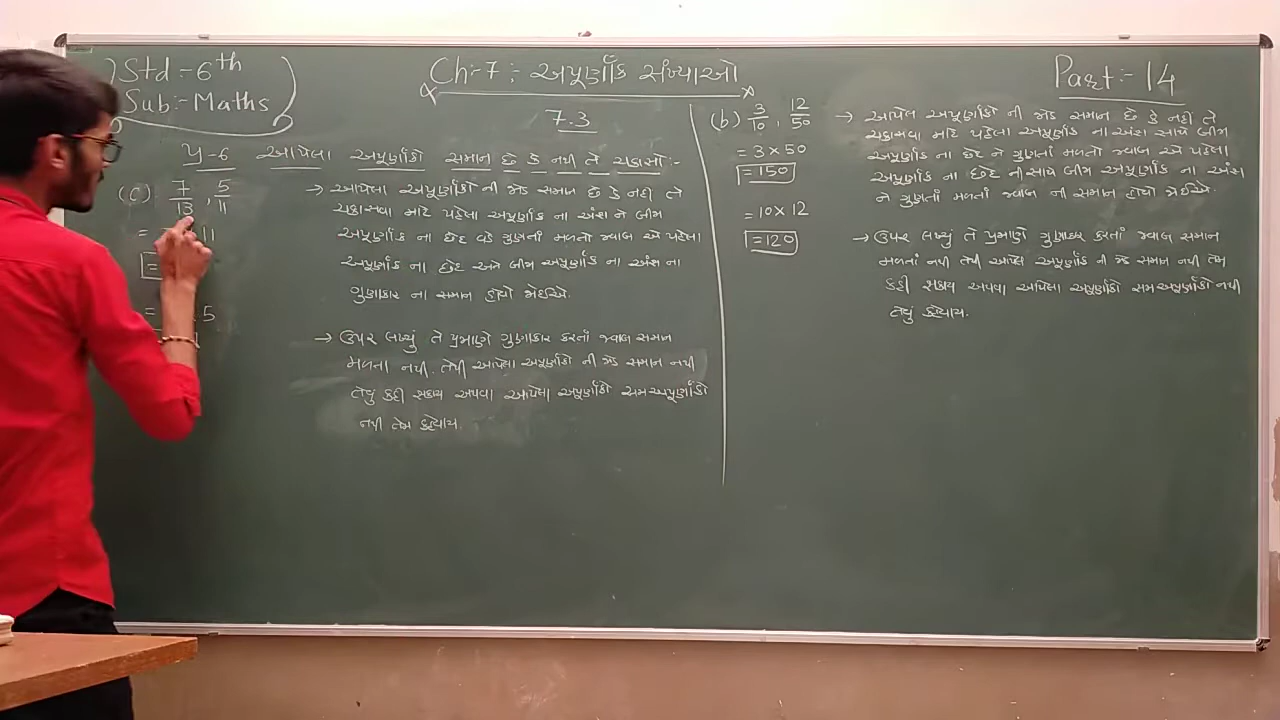 Std :- 6th
Sub :- Maths
Ch-7 :- અપૂર્ણાંક સંખ્યાઓ
Part :- 14
7.3
પ્ર-6 આપેલા અપૂર્ણાંકો સમાન છે કે નથી તે ચકાસો :-
(c) 7/13 , 5/11
= 11
=
= 5
→ આપેલા અપૂર્ણાંકો ની જોડ સમાન છે કે નહી તે
ચકાસવા માટે પહેલા અપૂર્ણાંક ના અંશ ને બીજા
અપૂર્ણાંક ના છેદ વડે ગુણતાં મળતો જવાબ એ પહેલા
અપૂર્ણાંક ના છેદ અને બીજા અપૂર્ણાંક ના અંશ ના
ગુણાકાર ના સમાન હોવો જોઈએ.
→ ઉપર લખ્યું તે પ્રમાણે ગુણાકાર કરતાં જવાબ સમાન
મળતા નથી. તેથી આપેલા અપૂર્ણાંકો ની જોડ સમાન નથી
તેવું કહી શકાય અથવા આપેલા અપૂર્ણાંકો સમઅપૂર્ણાંકો
નથી તેમ કહેવાય.
(b) 3/10 , 12/50
= 3 × 50
= 150
= 10 × 12
= 120
→ આપેલ અપૂર્ણાંકો ની જોડ સમાન છે કે નહી તે
ચકાસવા માટે પહેલા અપૂર્ણાંક ના અંશ સાથે બીજા
અપૂર્ણાંક ના છેદ ને ગુણતાં મળતો જવાબ એ પહેલા
અપૂર્ણાંક ના છેદ ની સાથે બીજા અપૂર્ણાંક ના અંશ
ને ગુણતાં મળતાં જવાબ ની સમાન હોવો જોઈએ.
→ ઉપર લખ્યું તે પ્રમાણે ગુણાકાર કરતાં જવાબ સમાન
મળતાં નથી તેથી આપેલ અપૂર્ણાંક ની જોડ સમાન નથી તેમ
કહી શકાય અથવા આપેલા અપૂર્ણાંકો સમઅપૂર્ણાંકો નથી
તેવું કહેવાય.